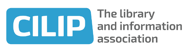 CILIP
The library
and information
association